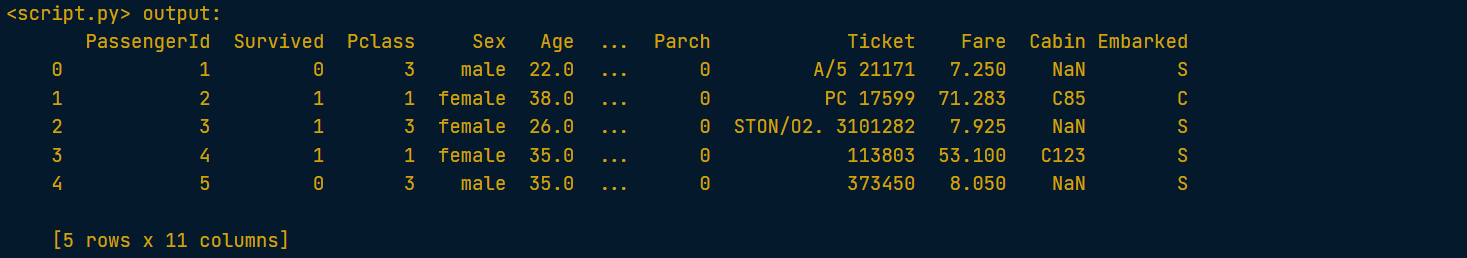 <script.py> output:
PassengerId  Survived  Pclass     Sex   Age  ...  Parch            Ticket    Fare  Cabin Embarked
0            1         0       3    male  22.0  ...      0         A/5 21171   7.250    NaN        S
1            2         1       1  female  38.0  ...      0          PC 17599  71.283    C85        C
2            3         1       3  female  26.0  ...      0  STON/O2. 3101282   7.925    NaN        S
3            4         1       1  female  35.0  ...      0            113803  53.100   C123        S
4            5         0       3    male  35.0  ...      0            373450   8.050    NaN        S
[5 rows x 11 columns]